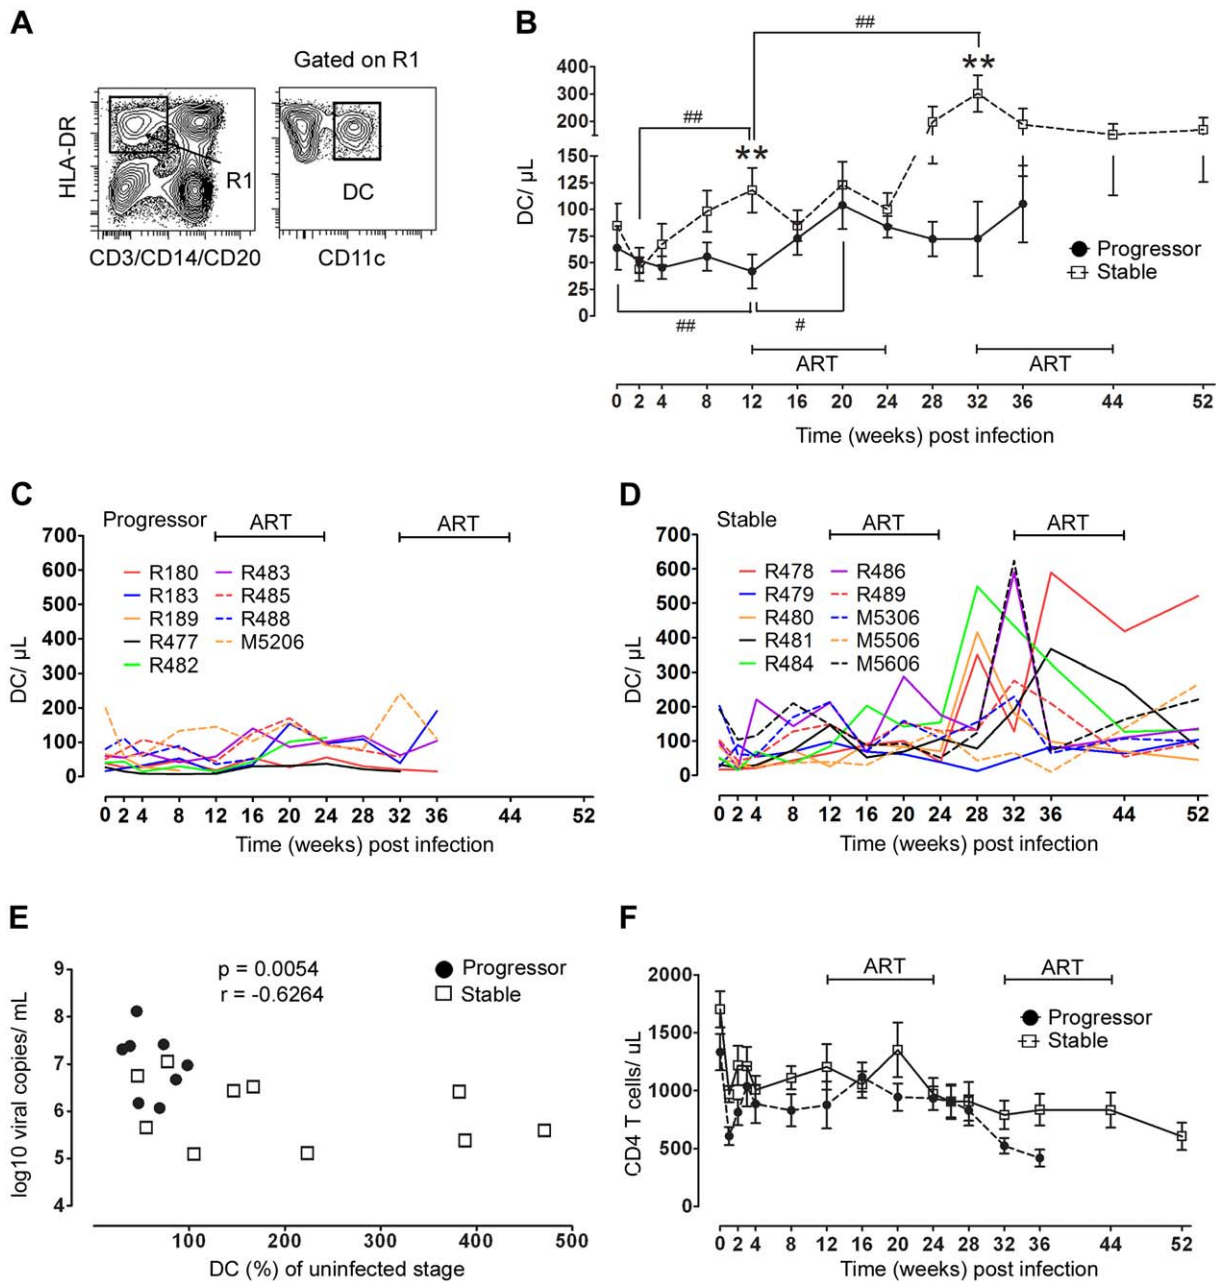 A
Gated on R1
HLA-DR
R1
DC
CD3/CD14/CD20
CD11c
B
##
**
400
300
200
##
**
150
125
100
75
50
25
0
DC/ µL
Progressor
Stable
##
#
ART
ART
0 2 4 8 12 16 20 24 28 32 36 44 52
Time (weeks) post infection
C
Progressor
ART
ART
700
600
500
400
300
200
100
0
DC/ µL
R180
R183
R189
R477
R482
R483
R485
R488
M5206
0 2 4 8 12 16 20 24 28 32 36 44 52
Time (weeks) post infection
D
Stable
ART
ART
700
600
500
400
300
200
100
0
DC/ µL
R478
R479
R480
R481
R484
R486
R489
M5306
M5506
M5606
0 2 4 8 12 16 20 24 28 32 36 44 52
Time (weeks) post infection
E
p = 0.0054
r = -0.6264
Progressor
Stable
9
8
7
6
5
4
log10 viral copies/ mL
100 200 300 400 500
DC (%) of uninfected stage
F
ART
ART
2000
1500
1000
500
0
CD4 T cells/ uL
Progressor
Stable
0 2 4 8 12 16 20 24 28 32 36 44 52
Time (weeks) post infection